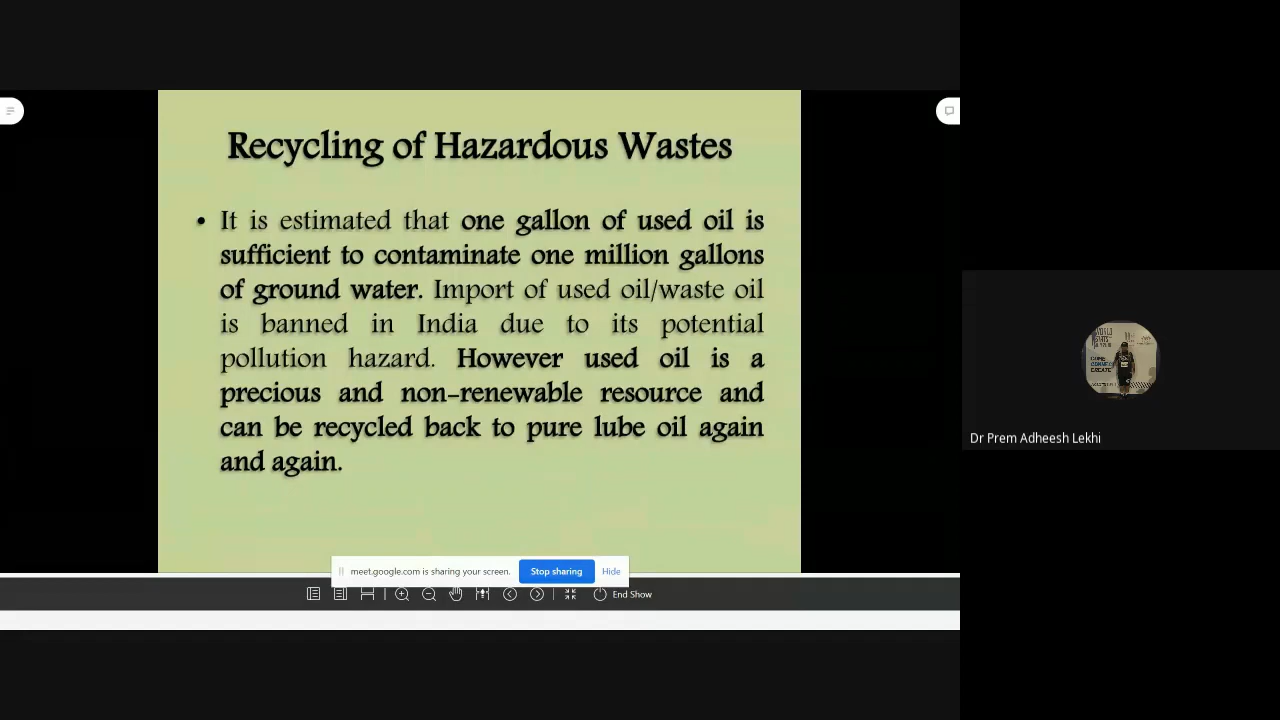 Recycling of Hazardous Wastes
• It is estimated that one gallon of used oil is
sufficient to contaminate one million gallons
of ground water. Import of used oil/waste oil
is banned in India due to its potential
pollution hazard. However used oil is a
precious and non-renewable resource and
can be recycled back to pure lube oil again
and again.
meet.google.com is sharing your screen. Stop sharing Hide
End Show
Dr Prem Adheesh Lekhi